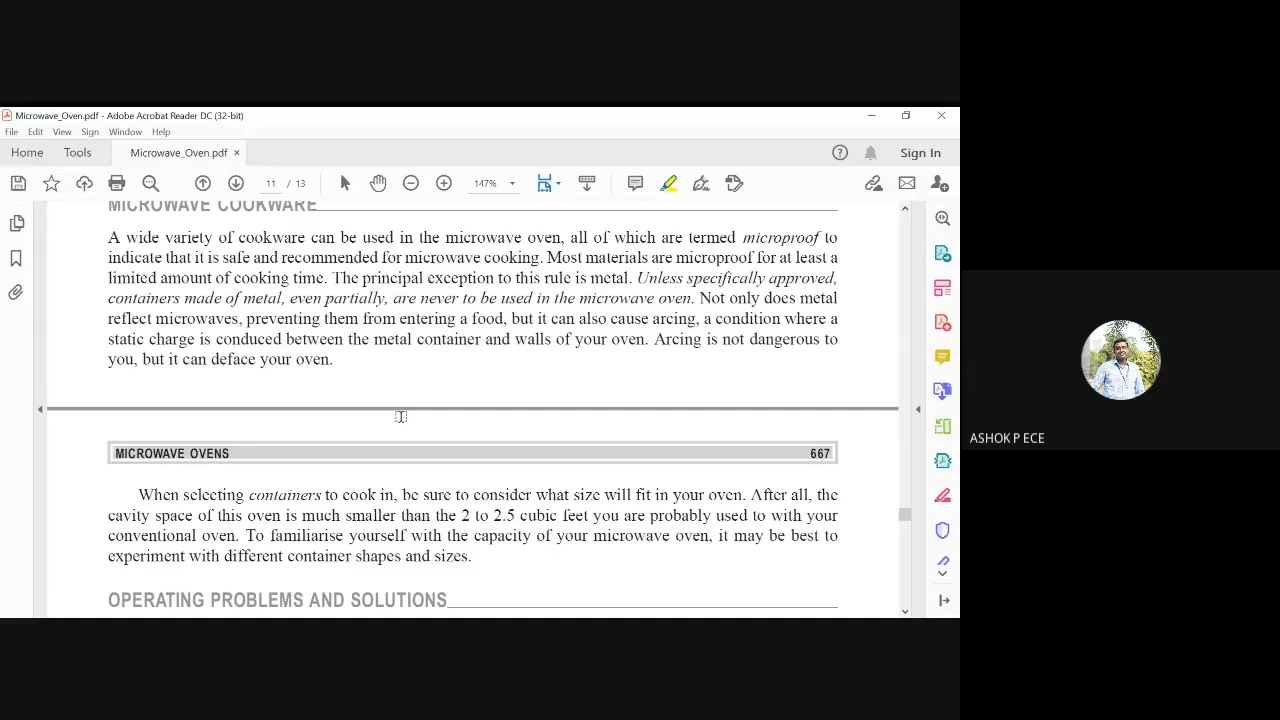 Microwave_Oven.pdf - Adobe Acrobat Reader DC (32-bit)
File Edit View Sign Window Help
Home Tools Microwave_Oven.pdf × Sign In
11 / 13 147%
MICROWAVE COOKWARE
A wide variety of cookware can be used in the microwave oven, all of which are termed microproof to
indicate that it is safe and recommended for microwave cooking. Most materials are microproof for at least a
limited amount of cooking time. The principal exception to this rule is metal. Unless specifically approved,
containers made of metal, even partially, are never to be used in the microwave oven. Not only does metal
reflect microwaves, preventing them from entering a food, but it can also cause arcing, a condition where a
static charge is conduced between the metal container and walls of your oven. Arcing is not dangerous to
you, but it can deface your oven.
MICROWAVE OVENS 667
When selecting containers to cook in, be sure to consider what size will fit in your oven. After all, the
cavity space of this oven is much smaller than the 2 to 2.5 cubic feet you are probably used to with your
conventional oven. To familiarise yourself with the capacity of your microwave oven, it may be best to
experiment with different container shapes and sizes.
OPERATING PROBLEMS AND SOLUTIONS
ASHOK P ECE